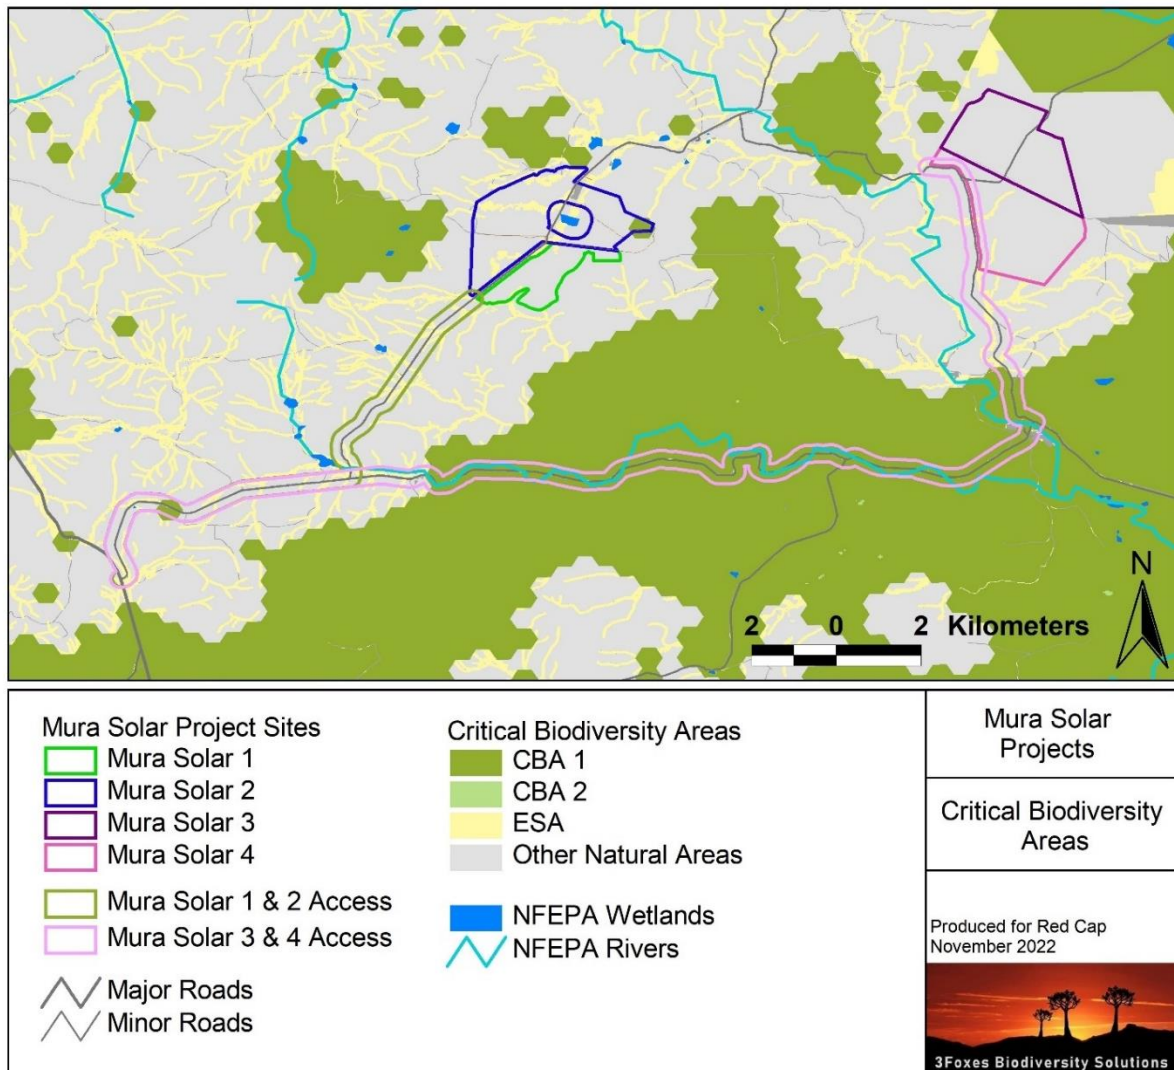 N
2 0 2 Kilometers
Mura Solar Project Sites
Mura Solar 1
Mura Solar 2
Mura Solar 3
Mura Solar 4
Mura Solar 1 & 2 Access
Mura Solar 3 & 4 Access
Major Roads
Minor Roads
Critical Biodiversity Areas
CBA 1
CBA 2
ESA
Other Natural Areas
NFEPA Wetlands
NFEPA Rivers
Mura Solar
Projects
Critical Biodiversity
Areas
Produced for Red Cap
November 2022
3Foxes Biodiversity Solutions